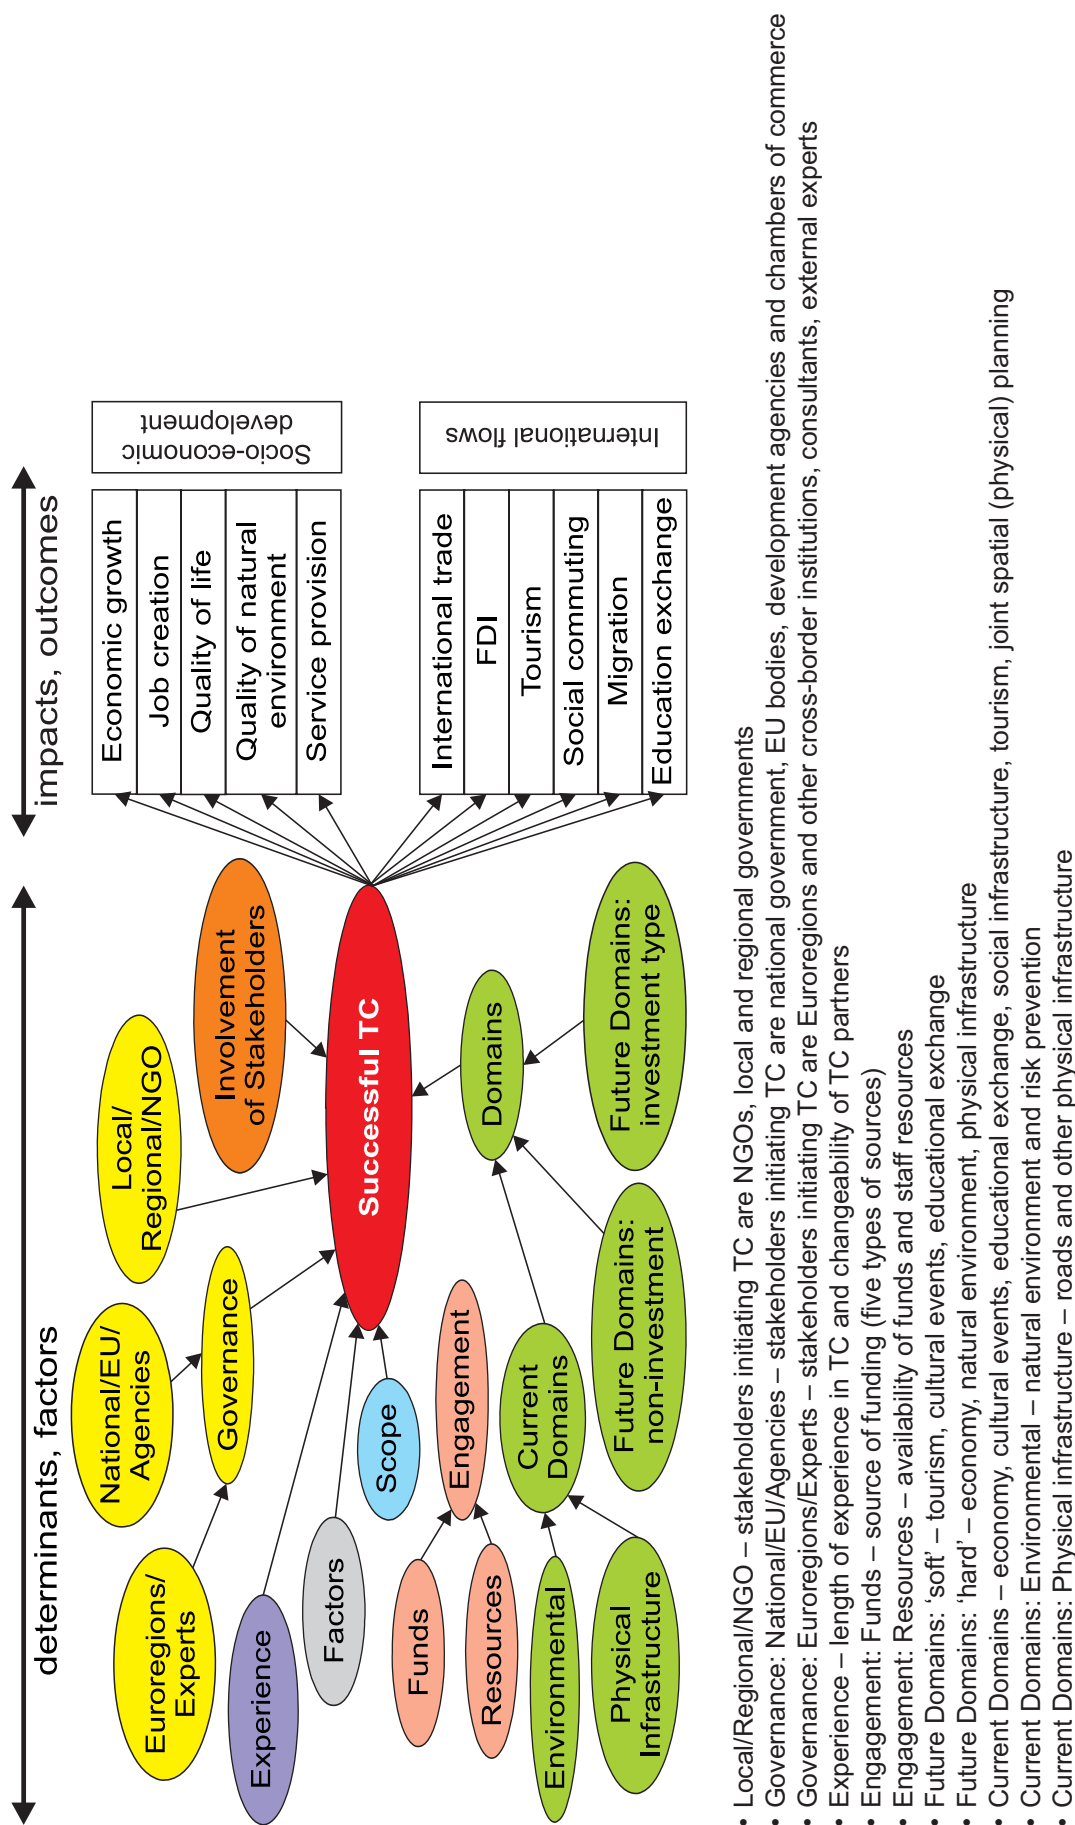 determinants, factors
impacts, outcomes
Euroregions/
Experts
National/EU/
Agencies
Local/
Regional/NGO
Governance
Involvement
of Stakeholders
Experience
Factors
Scope
Successful TC
Funds
Resources
Engagement
Environmental
Physical
Infrastructure
Current
Domains
Domains
Future Domains:
non-investment
Future Domains:
investment type
Economic growth
Job creation
Quality of life
Quality of natural
environment
Service provision
Socio-economic
development
International trade
FDI
Tourism
Social commuting
Migration
Education exchange
International flows
• Local/Regional/NGO – stakeholders initiating TC are NGOs, local and regional governments
• Governance: National/EU/Agencies – stakeholders initiating TC are national government, EU bodies, development agencies and chambers of commerce
• Governance: Euroregions/Experts – stakeholders initiating TC are Euroregions and other cross-border institutions, consultants, external experts
• Experience – length of experience in TC and changeability of TC partners
• Engagement: Funds – source of funding (five types of sources)
• Engagement: Resources – availability of funds and staff resources
• Future Domains: ‘soft’ – tourism, cultural events, educational exchange
• Future Domains: ‘hard’ – economy, natural environment, physical infrastructure
• Current Domains – economy, cultural events, educational exchange, social infrastructure, tourism, joint spatial (physical) planning
• Current Domains: Environmental – natural environment and risk prevention
• Current Domains: Physical infrastructure – roads and other physical infrastructure